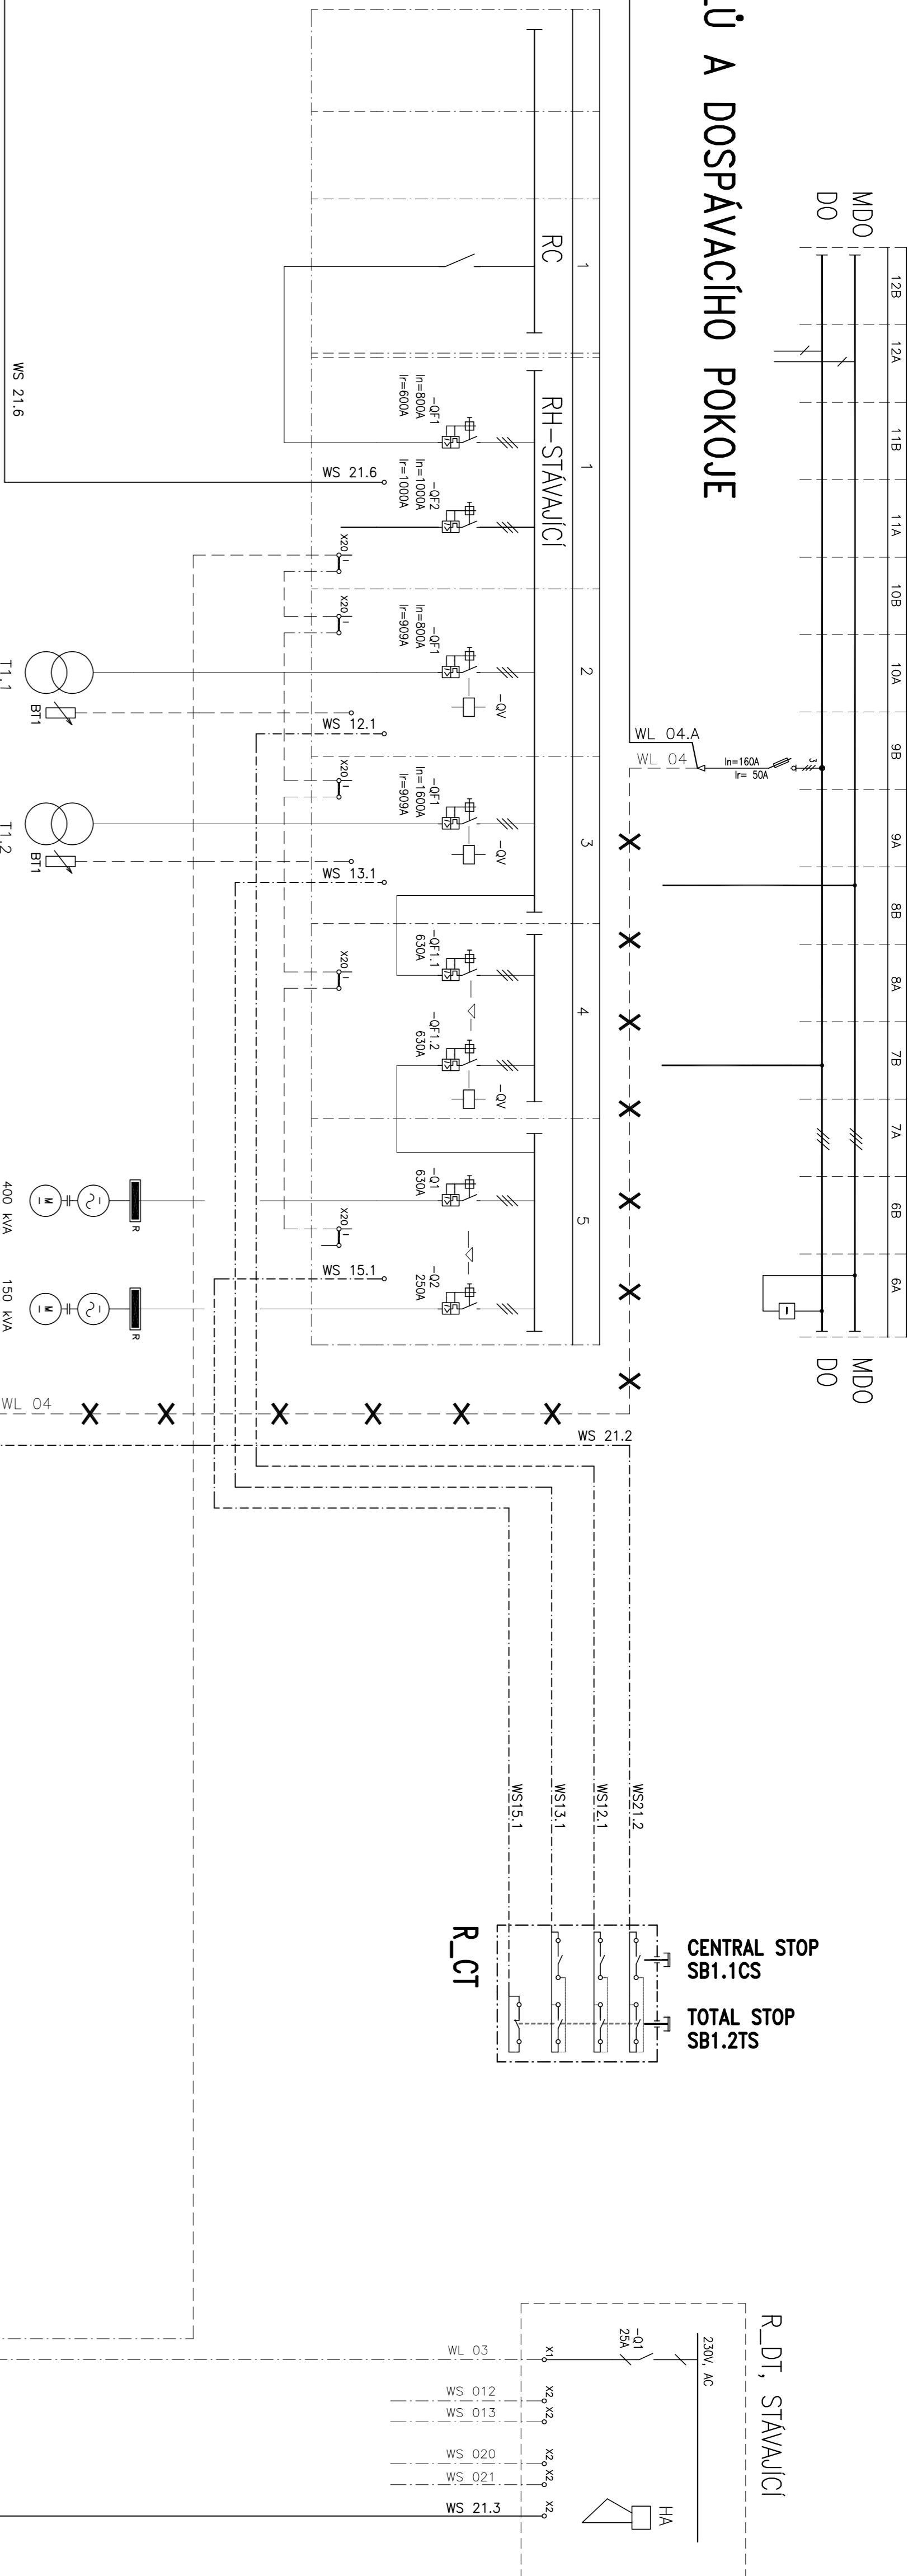 LŮ A DOSPÁVACÍHO POKOJE
MDO
DO
12B
12A
11B
11A
10B
10A
9B
9A
8B
8A
7B
7A
6B
6A
MDO
DO
3
In=160A
Ir= 50A
WL 04.A
WL 04
1
1
2
3
4
5
RC
RH-STÁVAJÍCÍ
-QF1
In=800A
Ir=600A
-QF2
In=1000A
Ir=1000A
-QF1
In=800A
Ir=909A
-QV
-QF1
In=1600A
Ir=909A
-QV
-QF1.1
630A
-QF1.2
630A
-QV
-Q1
630A
-Q2
250A
WS 21.6
WS 21.6
X20
X20
X20
X20
X20
WS 12.1
WS 13.1
WS 15.1
T1.1
BT1
T1.2
BT1
M
R
400 kVA
M
R
150 kVA
WL 04
WS 21.2
WS15.1
WS13.1
WS12.1
WS21.2
R_CT
CENTRAL STOP
SB1.1CS
TOTAL STOP
SB1.2TS
R_DT, STÁVAJÍCÍ
230V, AC
-Q1
25A
HA
X1
X2
X2
X2
X2
X2
WL 03
WS 012
WS 013
WS 020
WS 021
WS 21.3